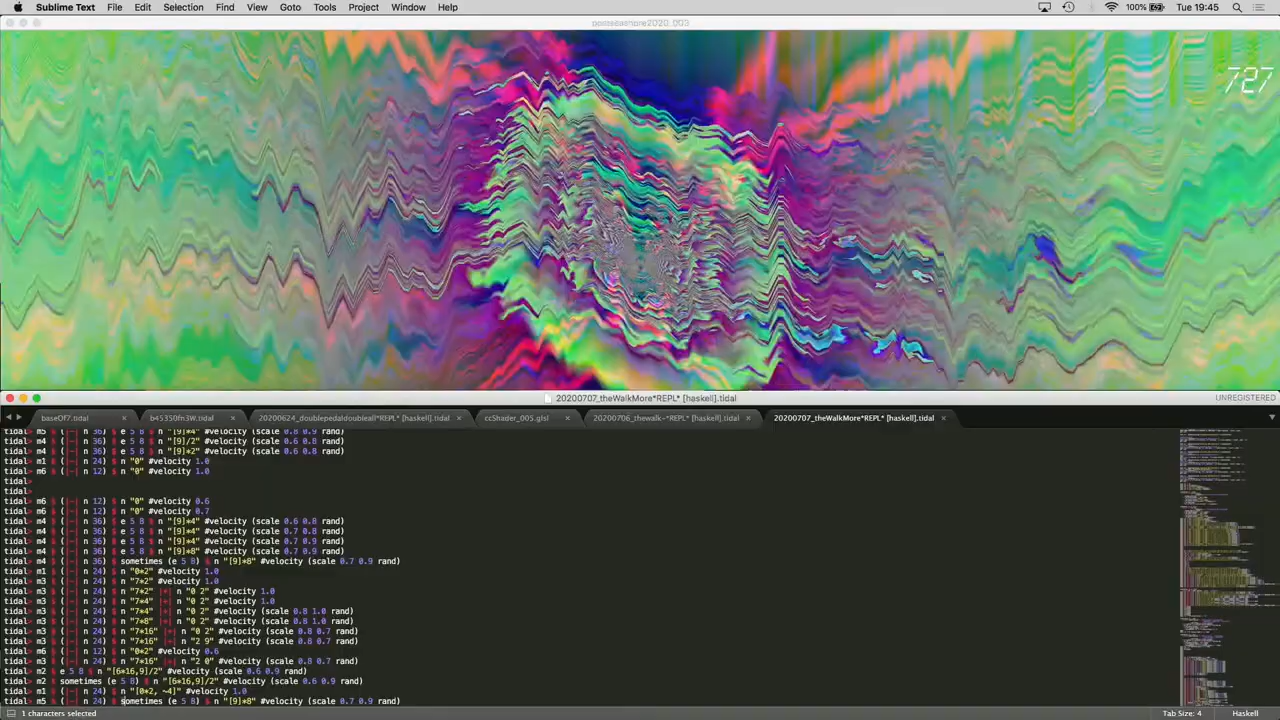 Sublime Text File Edit Selection Find View Goto Tools Project Window Help 100% Tue 19:45
727
20200707_theWalkMore*REPL* [haskell].tidal UNREGISTERED
baseOf7.tidal b45350fn3W.tidal 20200624_doublepedaldoubleall*REPL* [haskell].tidal ccShader_005.glsl 20200706_thewalk-*REPL* [haskell].tidal 20200707_theWalkMore*REPL* [haskell].tidal
tidal> m5 $ (|-| n 36) $ e 5 8 $ n "[9]*4" #velocity (scale 0.8 0.9 rand)
tidal> m4 $ (|-| n 36) $ e 5 8 $ n "[9]/2" #velocity (scale 0.6 0.8 rand)
tidal> m4 $ (|-| n 36) $ e 5 8 $ n "[9]*2" #velocity (scale 0.6 0.8 rand)
tidal> m1 $ (|-| n 24) $ n "0" #velocity 1.0
tidal> m6 $ (|-| n 12) $ n "0" #velocity 1.0
tidal>
tidal>
tidal> m6 $ (|-| n 12) $ n "0" #velocity 0.6
tidal> m6 $ (|-| n 12) $ n "0" #velocity 0.7
tidal> m4 $ (|-| n 36) $ e 5 8 $ n "[9]*4" #velocity (scale 0.6 0.8 rand)
tidal> m4 $ (|-| n 36) $ e 5 8 $ n "[9]*4" #velocity (scale 0.7 0.8 rand)
tidal> m4 $ (|-| n 36) $ e 5 8 $ n "[9]*4" #velocity (scale 0.7 0.9 rand)
tidal> m4 $ (|-| n 36) $ e 5 8 $ n "[9]*8" #velocity (scale 0.7 0.9 rand)
tidal> m4 $ (|-| n 36) $ sometimes (e 5 8) $ n "[9]*8" #velocity (scale 0.7 0.9 rand)
tidal> m1 $ (|-| n 24) $ n "0*2" #velocity 1.0
tidal> m3 $ (|-| n 24) $ n "7*2" #velocity 1.0
tidal> m3 $ (|-| n 24) $ n "7*2" |+| n "0 2" #velocity 1.0
tidal> m3 $ (|-| n 24) $ n "7*4" |+| n "0 2" #velocity 1.0
tidal> m3 $ (|-| n 24) $ n "7*4" |+| n "0 2" #velocity (scale 0.8 1.0 rand)
tidal> m3 $ (|-| n 24) $ n "7*8" |+| n "0 2" #velocity (scale 0.8 1.0 rand)
tidal> m3 $ (|-| n 24) $ n "7*16" |+| n "0 2" #velocity (scale 0.8 0.7 rand)
tidal> m3 $ (|-| n 24) $ n "7*16" |+| n "2 9" #velocity (scale 0.8 0.7 rand)
tidal> m6 $ (|-| n 12) $ n "0*2" #velocity 0.6
tidal> m3 $ (|-| n 24) $ n "7*16" |+| n "2 0" #velocity (scale 0.8 0.7 rand)
tidal> m2 $ e 5 8 $ n "[6*16,9]/2" #velocity (scale 0.6 0.9 rand)
tidal> m2 $ sometimes (e 5 8) $ n "[6*16,9]/2" #velocity (scale 0.6 0.9 rand)
tidal> m1 $ (|-| n 24) $ n "[0*2, ~4]" #velocity 1.0
tidal> m5 $ (|-| n 24) $ sometimes (e 5 8) $ n "[9]*8" #velocity (scale 0.7 0.9 rand)
1 characters selected Tab Size: 4 Haskell